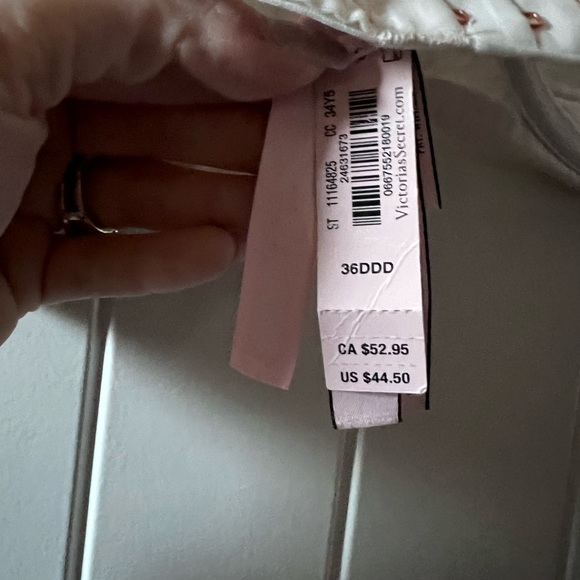 ST 11164825 CC 34Y5
24631673
0667552180019
VictoriasSecret.com
36DDD
CA $52.95
US $44.50